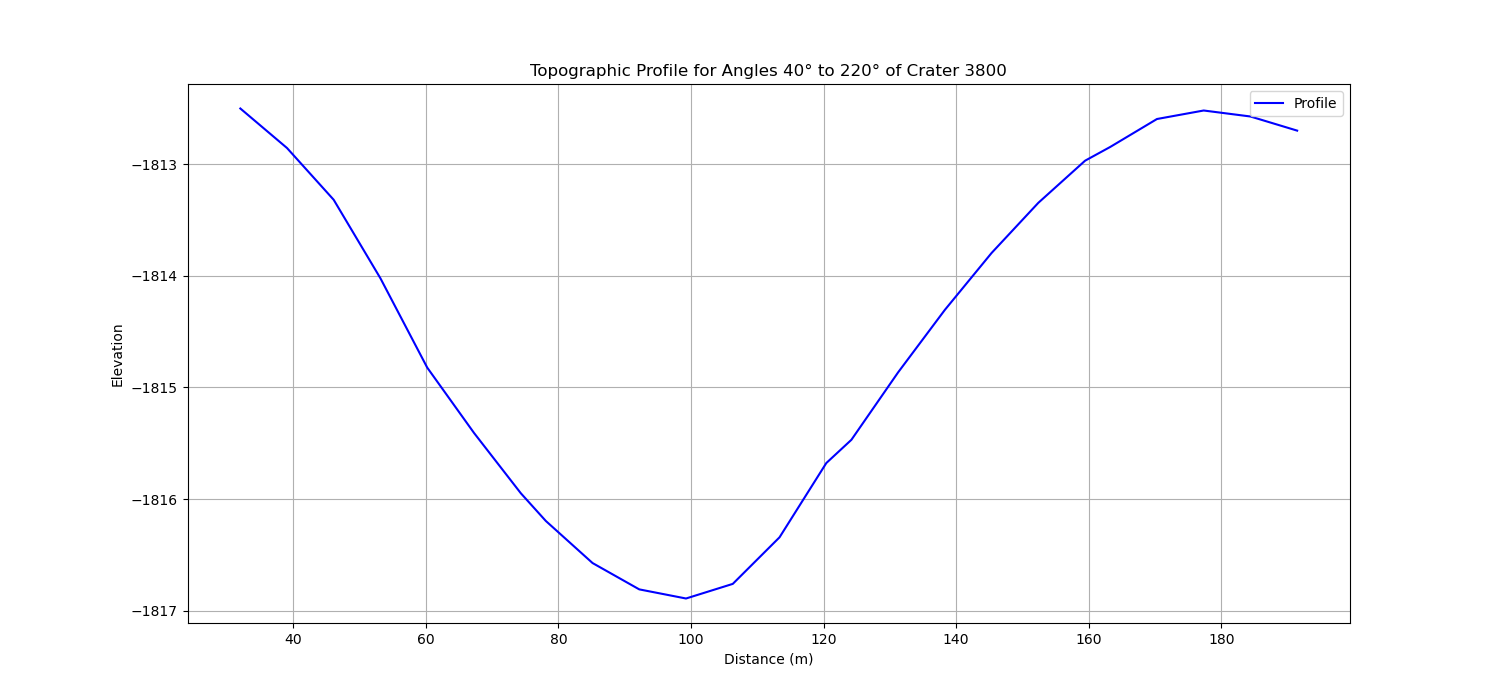 Topographic Profile for Angles 40° to 220° of Crater 3800
Profile
−1813
−1814
−1815
−1816
−1817
Elevation
40 60 80 100 120 140 160 180
Distance (m)